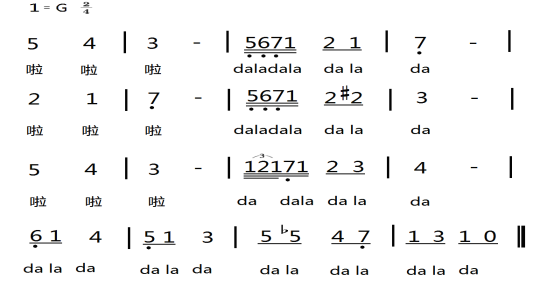 1 = G 2/4
5 4 | 3 - | 5671 2 1 | 7 - |
啦 啦 啦 daladala da la da
2 1 | 7 - | 5671 2 #2 | 3 - |
啦 啦 啦 daladala da la da
5 4 | 3 - | 3 12171 2 3 | 4 - |
啦 啦 啦 da dala da la da
6 1 4 | 5 1 3 | 5 b5 4 7 | 1 3 1 0 ‖
da la da da la da da la da la da la da